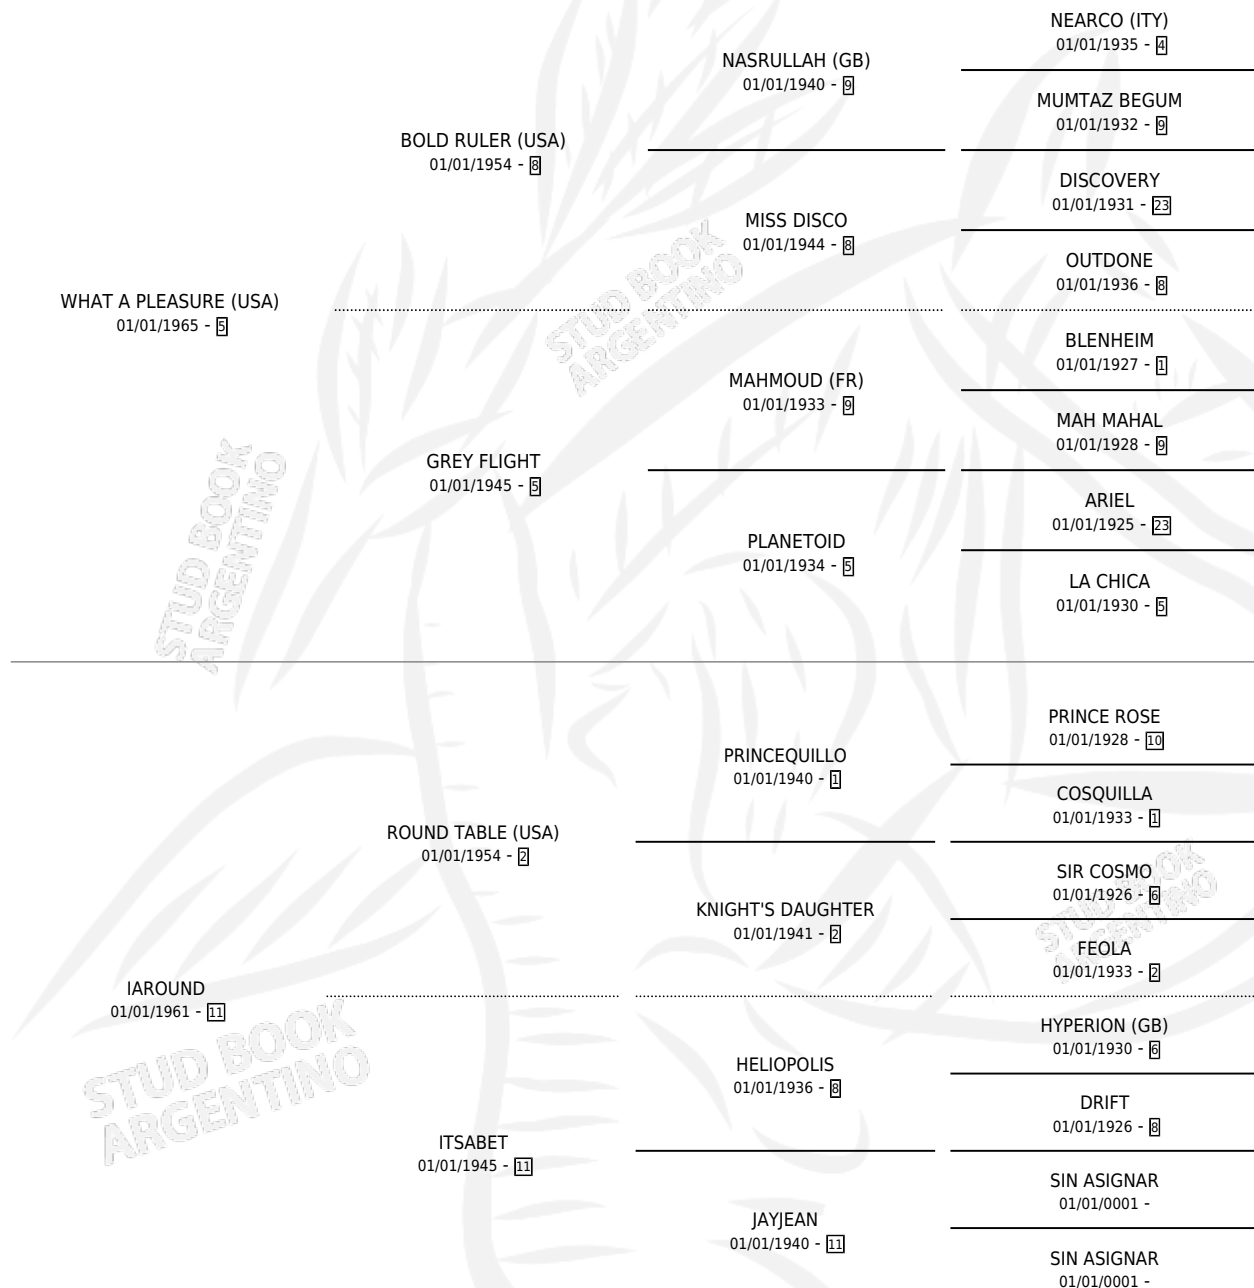 NEARCO (ITY)
01/01/1935 - 4
NASRULLAH (GB)
01/01/1940 - 9
MUMTAZ BEGUM
01/01/1932 - 9
BOLD RULER (USA)
01/01/1954 - 8
DISCOVERY
01/01/1931 - 23
MISS DISCO
01/01/1944 - 8
OUTDONE
01/01/1936 - 8
WHAT A PLEASURE (USA)
01/01/1965 - 5
BLENHEIM
01/01/1927 - 1
MAHMOUD (FR)
01/01/1933 - 9
MAH MAHAL
01/01/1928 - 9
GREY FLIGHT
01/01/1945 - 5
ARIEL
01/01/1925 - 23
PLANETOID
01/01/1934 - 5
LA CHICA
01/01/1930 - 5
PRINCE ROSE
01/01/1928 - 10
PRINCEQUILLO
01/01/1940 - 1
COSQUILLA
01/01/1933 - 1
ROUND TABLE (USA)
01/01/1954 - 2
SIR COSMO
01/01/1926 - 6
KNIGHT'S DAUGHTER
01/01/1941 - 2
FEOLA
01/01/1933 - 2
IAROUND
01/01/1961 - 11
HYPERION (GB)
01/01/1930 - 6
HELIOPOLIS
01/01/1936 - 8
DRIFT
01/01/1926 - 8
ITSABET
01/01/1945 - 11
SIN ASIGNAR
01/01/0001 -
JAYJEAN
01/01/1940 - 11
SIN ASIGNAR
01/01/0001 -
STUD BOOK
ARGENTINO
STUD BOOK
ARGENTINO
STUD BOOK
ARGENTINO
STUD BOOK
ARGENTINO